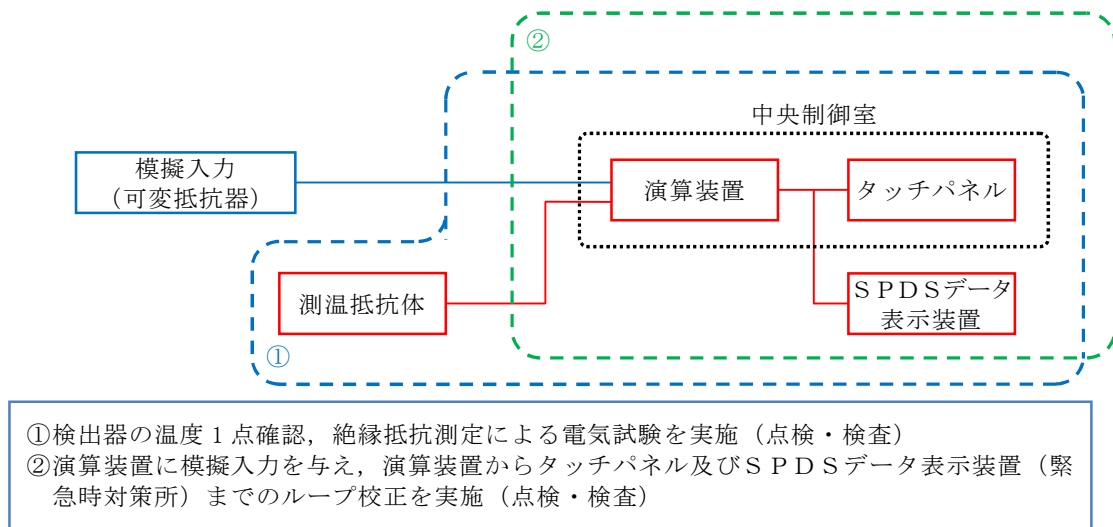 ②
中央制御室
模擬入力
（可変抵抗器）
演算装置
タッチパネル
測温抵抗体
ＳＰＤＳデータ
表示装置
①
①検出器の温度１点確認，絶縁抵抗測定による電気試験を実施（点検・検査）
②演算装置に模擬入力を与え，演算装置からタッチパネル及びＳＰＤＳデータ表示装置（緊
急時対策所）までのループ校正を実施（点検・検査）